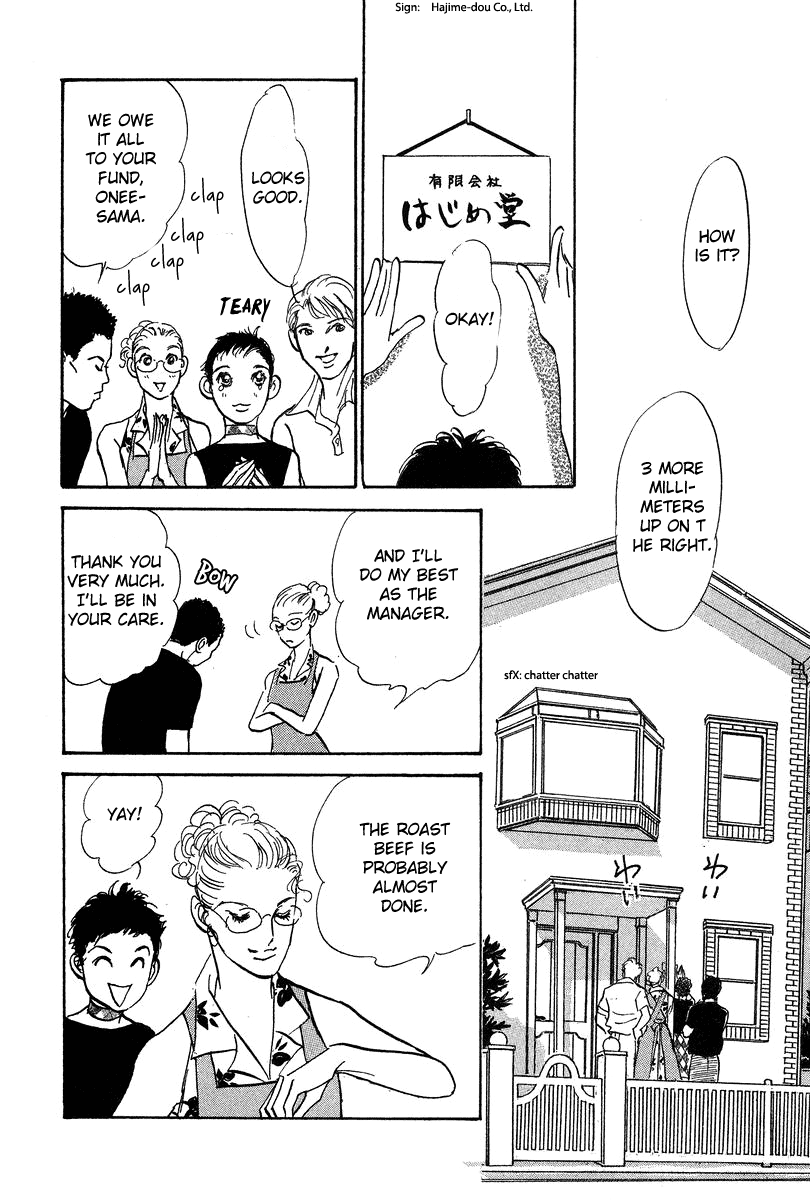 Sign: Hajime-dou Co., Ltd.
HOW
IS IT?
3 MORE
MILLI-
METERS
UP ON T
HE RIGHT.
sfX: chatter chatter
わい
わい
有限会社
はじめ堂
OKAY!
LOOKS
GOOD.
TEARY
clap
clap
clap
clap
WE OWE
IT ALL
TO YOUR
FUND,
ONEE-
SAMA.
AND I'LL
DO MY BEST
AS THE
MANAGER.
BOW
THANK YOU
VERY MUCH.
I'LL BE IN
YOUR CARE.
THE ROAST
BEEF IS
PROBABLY
ALMOST
DONE.
YAY!